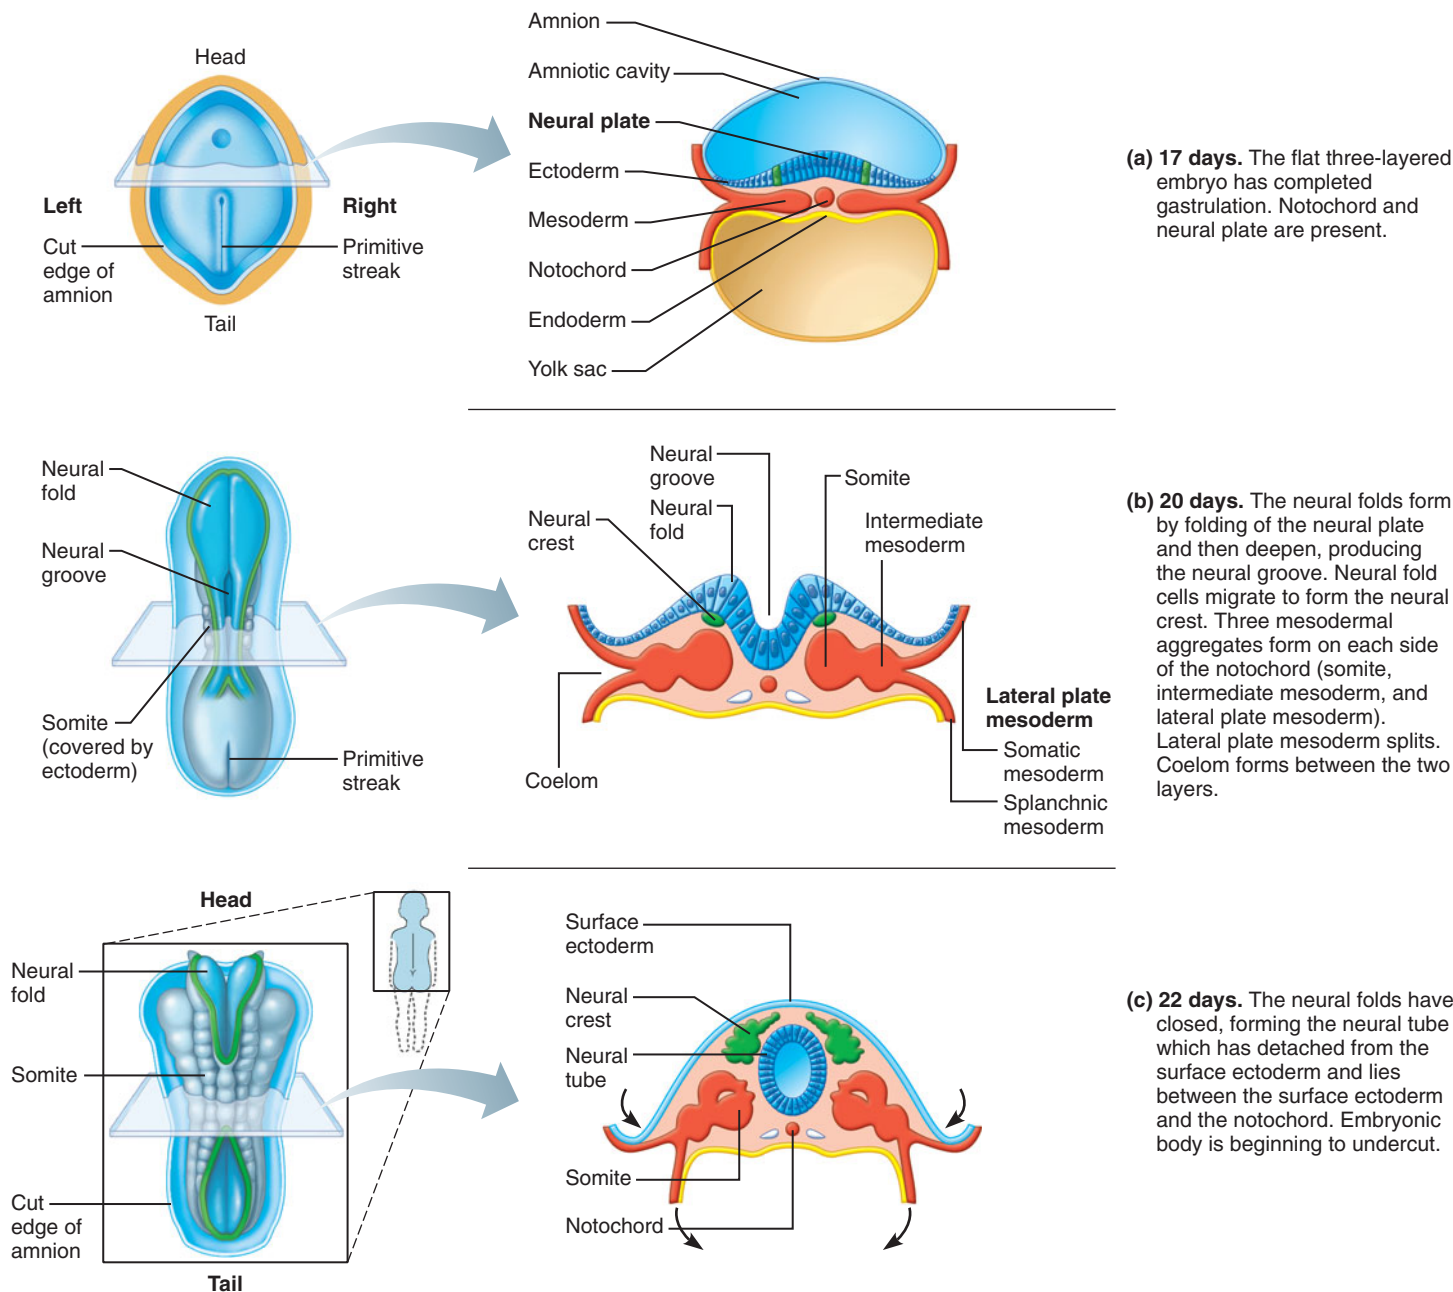 Head
Left
Right
Cut
edge of
amnion
Primitive
streak
Tail
Amnion
Amniotic cavity
Neural plate
Ectoderm
Mesoderm
Notochord
Endoderm
Yolk sac
(a) 17 days. The flat three-layered
embryo has completed
gastrulation. Notochord and
neural plate are present.
Neural
fold
Neural
groove
Somite
(covered by
ectoderm)
Primitive
streak
Neural
groove
Neural
fold
Neural
crest
Somite
Intermediate
mesoderm
Coelom
Lateral plate
mesoderm
Somatic
mesoderm
Splanchnic
mesoderm
(b) 20 days. The neural folds form
by folding of the neural plate
and then deepen, producing
the neural groove. Neural fold
cells migrate to form the neural
crest. Three mesodermal
aggregates form on each side
of the notochord (somite,
intermediate mesoderm, and
lateral plate mesoderm).
Lateral plate mesoderm splits.
Coelom forms between the two
layers.
Head
Neural
fold
Somite
Cut
edge of
amnion
Tail
Surface
ectoderm
Neural
crest
Neural
tube
Somite
Notochord
(c) 22 days. The neural folds have
closed, forming the neural tube
which has detached from the
surface ectoderm and lies
between the surface ectoderm
and the notochord. Embryonic
body is beginning to undercut.